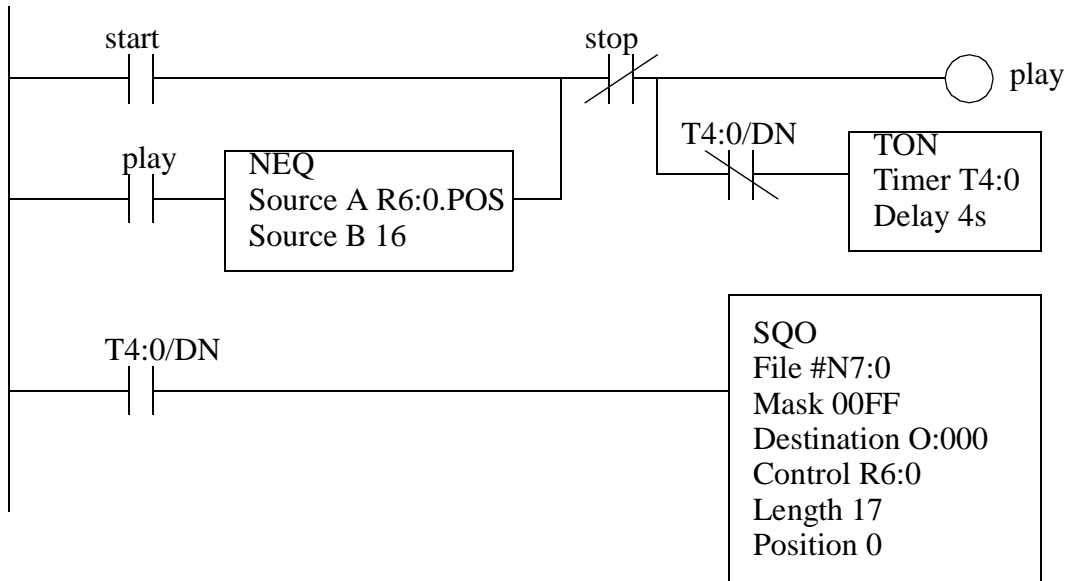 start
stop
play
play
NEQ
Source A R6:0.POS
Source B 16
T4:0/DN
TON
Timer T4:0
Delay 4s
T4:0/DN
SQO
File #N7:0
Mask 00FF
Destination O:000
Control R6:0
Length 17
Position 0